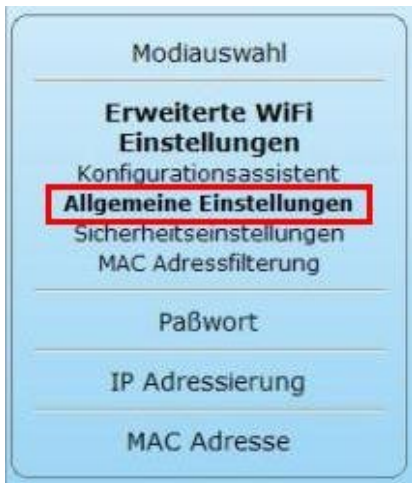 Modiauswahl
Erweiterte WiFi
Einstellungen
Konfigurationsassistent
Allgemeine Einstellungen
Sicherheitseinstellungen
MAC Adressfilterung
Paßwort
IP Adressierung
MAC Adresse